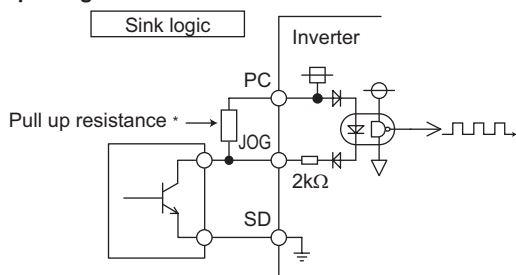 Sink logic
Inverter
PC
Pull up resistance *
JOG
2kΩ
SD